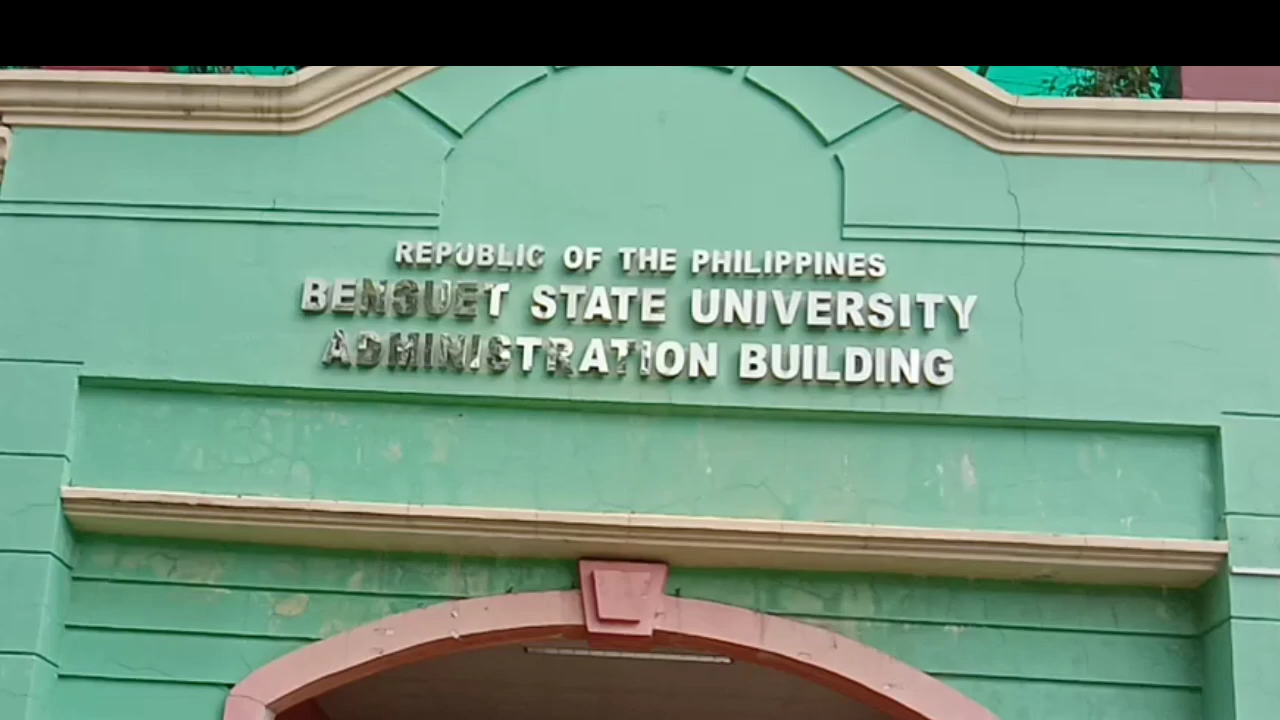 REPUBLIC OF THE PHILIPPINES
BENGUET STATE UNIVERSITY
ADMINISTRATION BUILDING